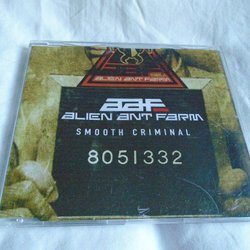 ALIEN ANT FARM
aaf
ALIEN ANT FARM
SMOOTH CRIMINAL
8051332